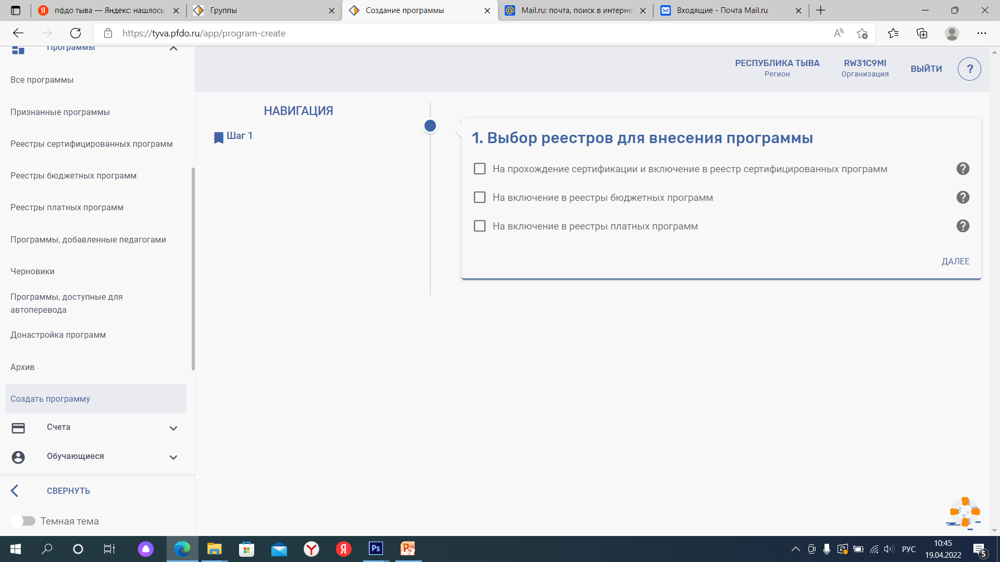 пфдо тыва — Яндекс: нашлось
Группы
Создание программы
Mail.ru: почта, поиск в интерне
Входящие - Почта Mail.ru
https://tyva.pfdo.ru/app/program-create
Программы
Все программы
Признанные программы
Реестры сертифицированных программ
Реестры бюджетных программ
Реестры платных программ
Программы, добавленные педагогами
Черновики
Программы, доступные для
автоперевода
Донастройка программ
Архив
Создать программу
Счета
Обучающиеся
СВЕРНУТЬ
Темная тема
РЕСПУБЛИКА ТЫВА
Регион
RW31C9MI
Организация
ВЫЙТИ
?
НАВИГАЦИЯ
Шаг 1
1. Выбор реестров для внесения программы
На прохождение сертификации и включение в реестр сертифицированных программ
?
На включение в реестры бюджетных программ
?
На включение в реестры платных программ
?
ДАЛЕЕ
Ps
РУС
10:45
19.04.2022
5